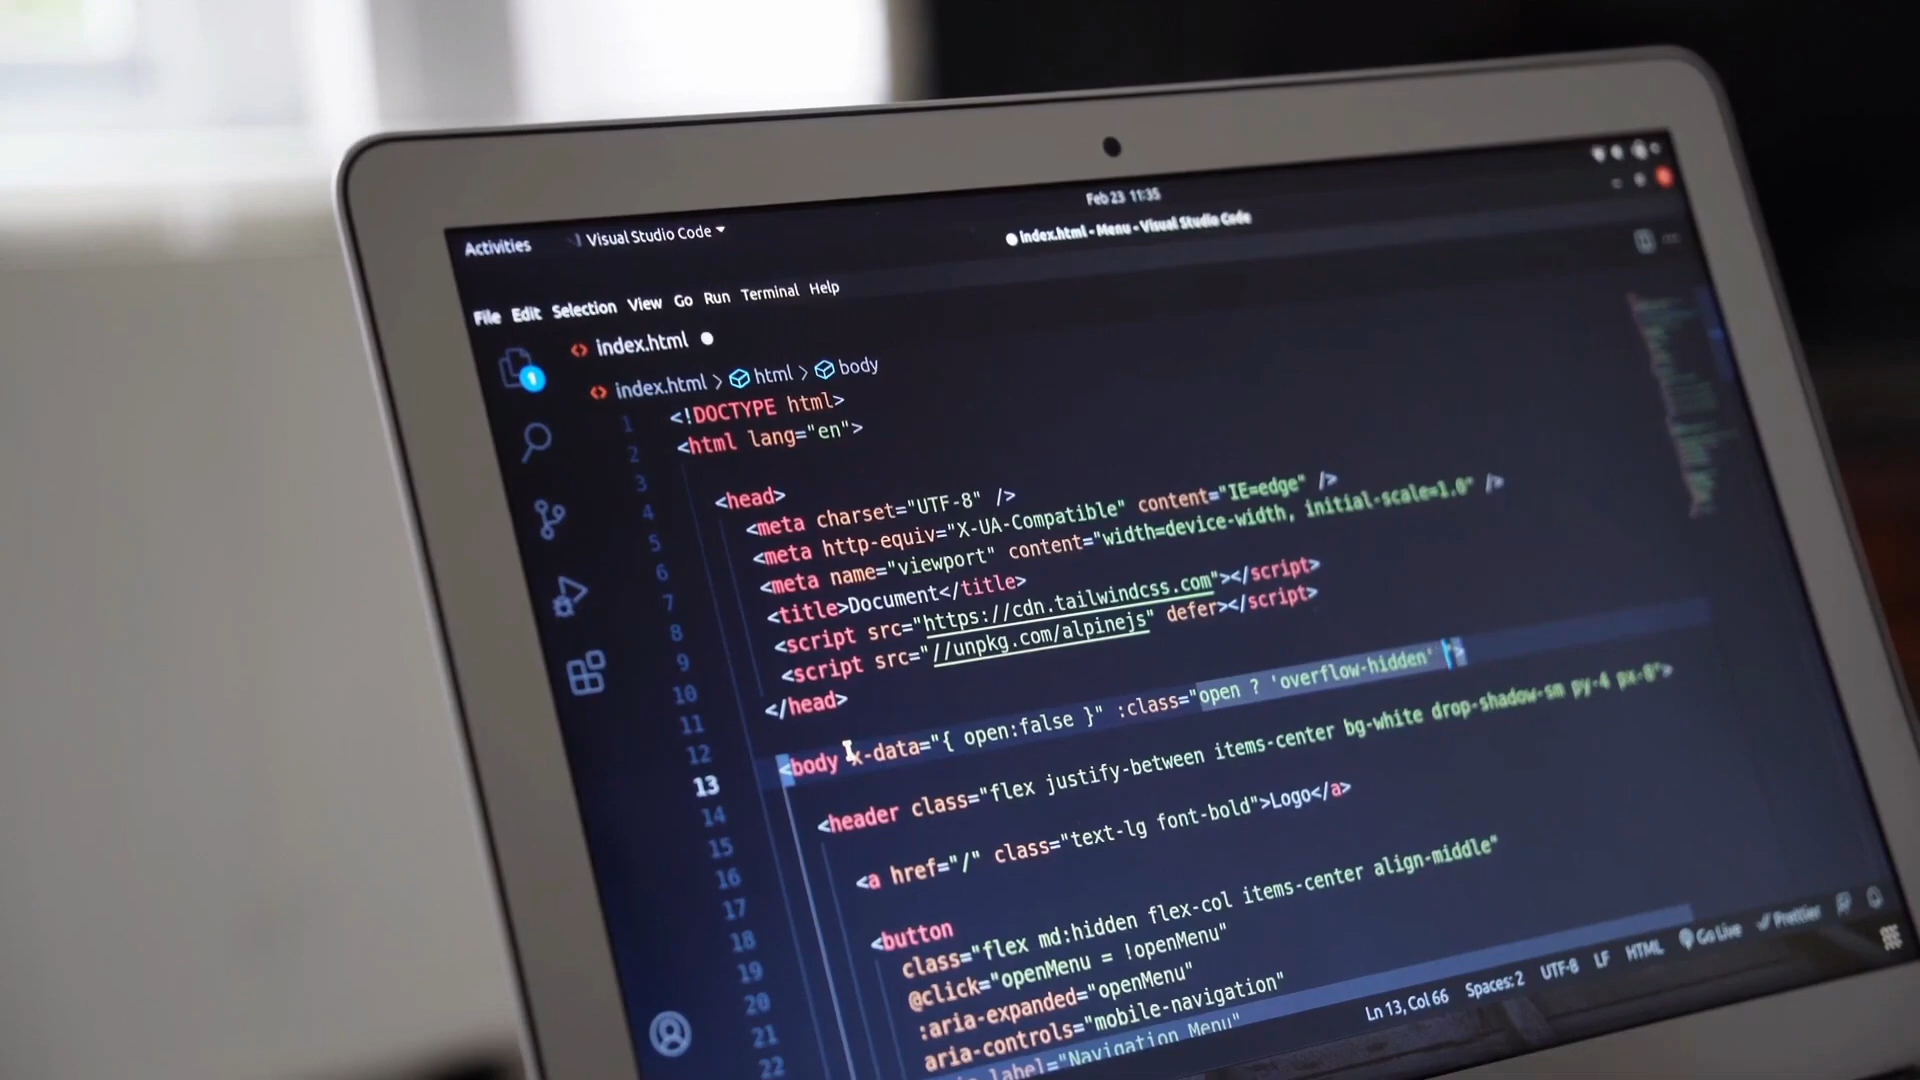 Feb 23 11:35
Activities Visual Studio Code
index.html - Menu - Visual Studio Code
File Edit Selection View Go Run Terminal Help
index.html
1
index.html > html > body
1 <!DOCTYPE html>
2 <html lang="en">
3
4 <head>
5 <meta charset="UTF-8" />
6 <meta http-equiv="X-UA-Compatible" content="IE=edge" />
7 <meta name="viewport" content="width=device-width, initial-scale=1.0" />
8 <title>Document</title>
9 <script src="https://cdn.tailwindcss.com"></script>
10 <script src="//unpkg.com/alpinejs" defer></script>
11 </head>
12
13 <body x-data="{ open:false }" :class="open ? 'overflow-hidden' ">
14
15 <header class="flex justify-between items-center bg-white drop-shadow-sm py-4 px-8">
16
17 <a href="/" class="text-lg font-bold">Logo</a>
18
19 <button
20 class="flex md:hidden flex-col items-center align-middle"
21 @click="openMenu = !openMenu"
22 :aria-expanded="openMenu"
aria-controls="mobile-navigation"
label="Navigation Menu"
Ln 13, Col 66 Spaces: 2 UTF-8 LF HTML Go Live Prettier